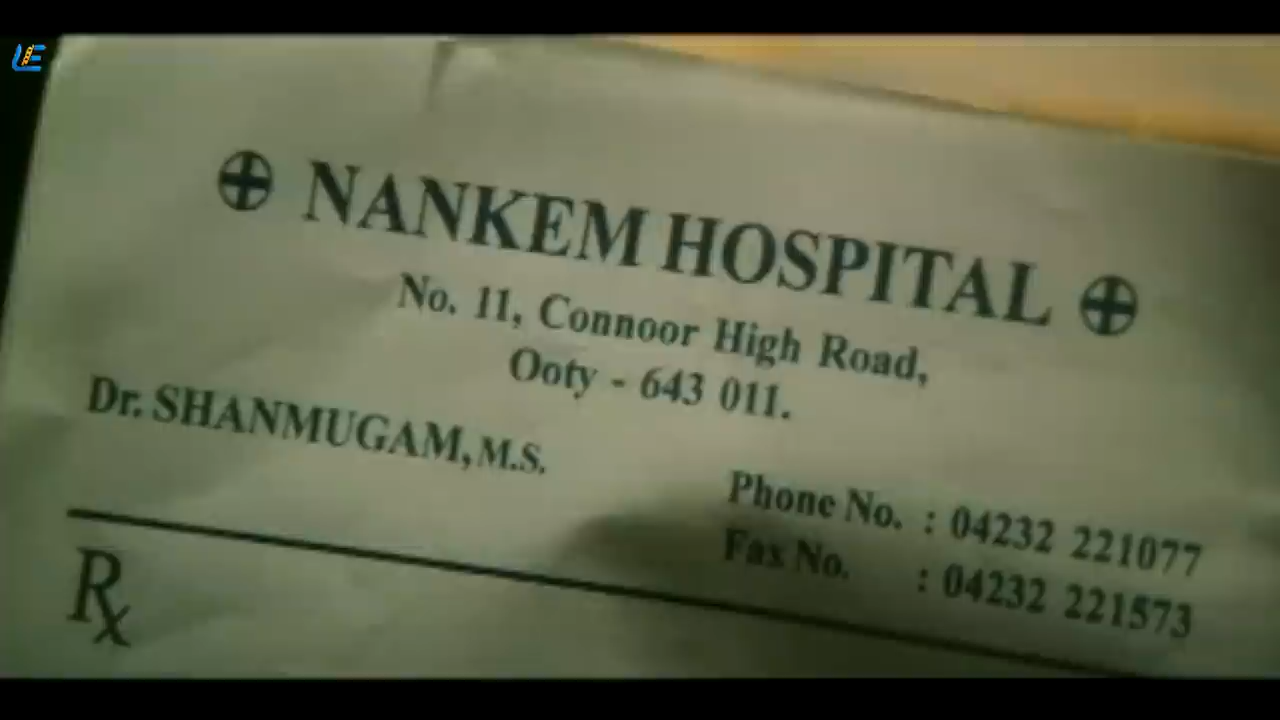 UE
NANKEM HOSPITAL
No. 11, Connoor High Road,
Ooty - 643 011.
Dr. SHANMUGAM, M.S.
Phone No. : 04232 221077
Fax No. : 04232 221573
Rx